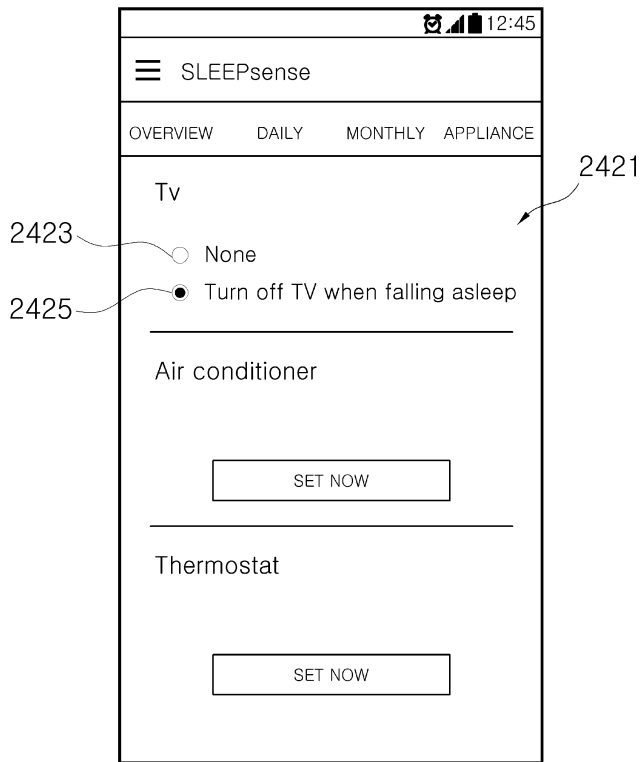 12:45
SLEEPsense
OVERVIEW DAILY MONTHLY APPLIANCE
2421
Tv
2423
None
2425
Turn off TV when falling asleep
Air conditioner
SET NOW
Thermostat
SET NOW